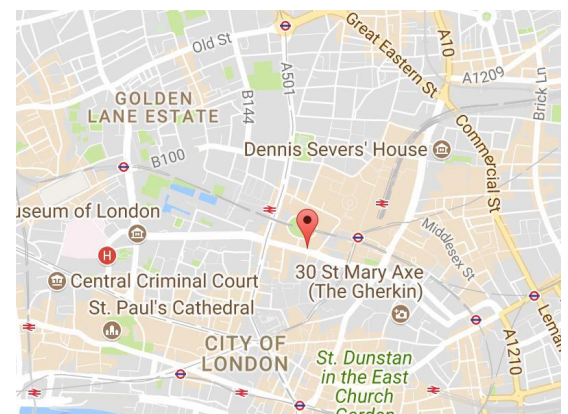 Old St
Great Eastern St
A10
A501
A1209
GOLDEN
LANE ESTATE
B144
Brick Ln
B100
Dennis Severs' House
Commercial St
useum of London
Middlesex St
H
Central Criminal Court
30 St Mary Axe
(The Gherkin)
St. Paul's Cathedral
CITY OF
LONDON
A1210
Leman
St. Dunstan
in the East
Church
Garden